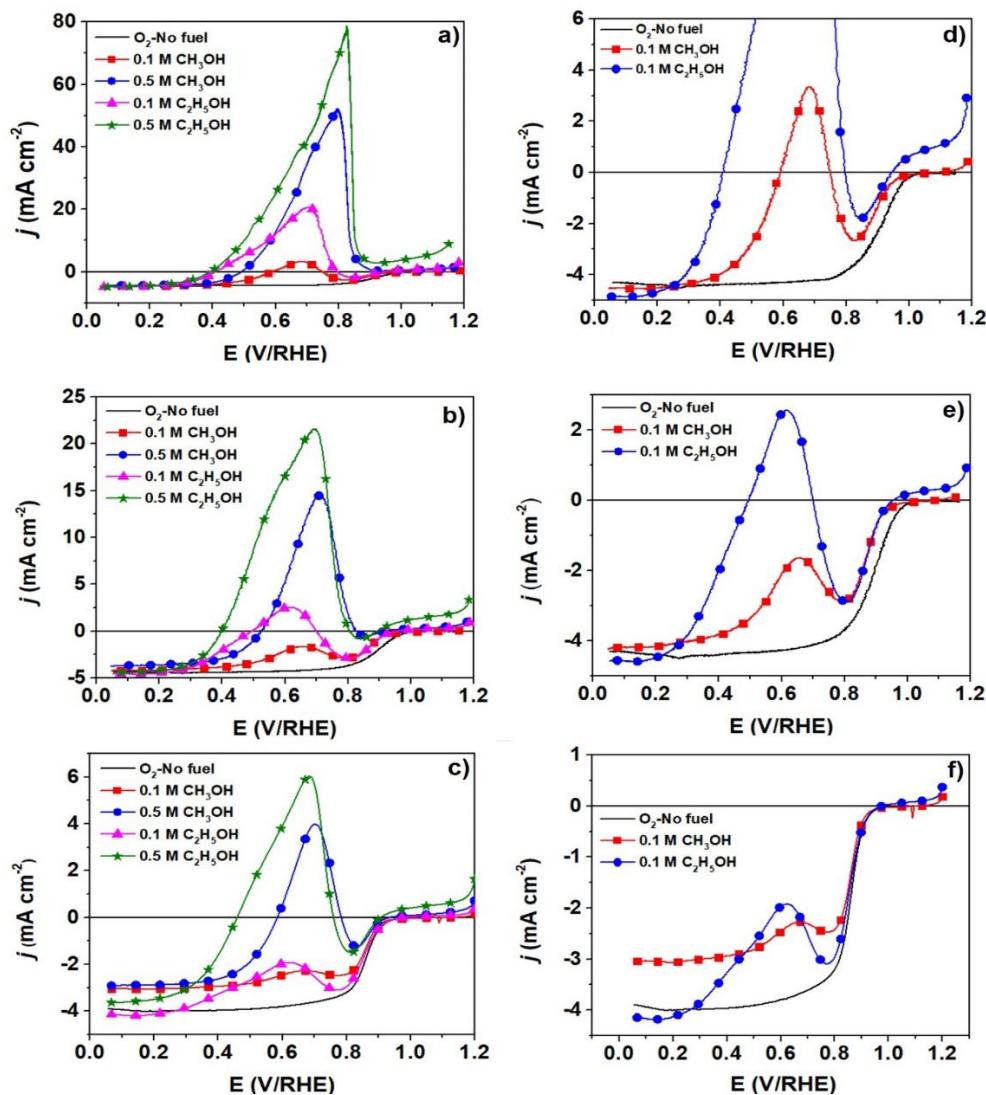 a)
O₂-No fuel
0.1 M CH₃OH
0.5 M CH₃OH
0.1 M C₂H₅OH
0.5 M C₂H₅OH
80
60
40
20
0
0.0 0.2 0.4 0.6 0.8 1.0 1.2
j (mA cm⁻²)
E (V/RHE)
d)
O₂-No fuel
0.1 M CH₃OH
0.1 M C₂H₅OH
6
4
2
0
-2
-4
0.0 0.2 0.4 0.6 0.8 1.0 1.2
j (mA cm⁻²)
E (V/RHE)
b)
O₂-No fuel
0.1 M CH₃OH
0.5 M CH₃OH
0.1 M C₂H₅OH
0.5 M C₂H₅OH
25
20
15
10
5
0
-5
0.0 0.2 0.4 0.6 0.8 1.0 1.2
j (mA cm⁻²)
E (V/RHE)
e)
O₂-No fuel
0.1 M CH₃OH
0.1 M C₂H₅OH
2
0
-2
-4
0.0 0.2 0.4 0.6 0.8 1.0 1.2
j (mA cm⁻²)
E (V/RHE)
c)
O₂-No fuel
0.1 M CH₃OH
0.5 M CH₃OH
0.1 M C₂H₅OH
0.5 M C₂H₅OH
6
4
2
0
-2
-4
0.0 0.2 0.4 0.6 0.8 1.0 1.2
j (mA cm⁻²)
E (V/RHE)
f)
O₂-No fuel
0.1 M CH₃OH
0.1 M C₂H₅OH
1
0
-1
-2
-3
-4
0.0 0.2 0.4 0.6 0.8 1.0 1.2
j (mA cm⁻²)
E (V/RHE)